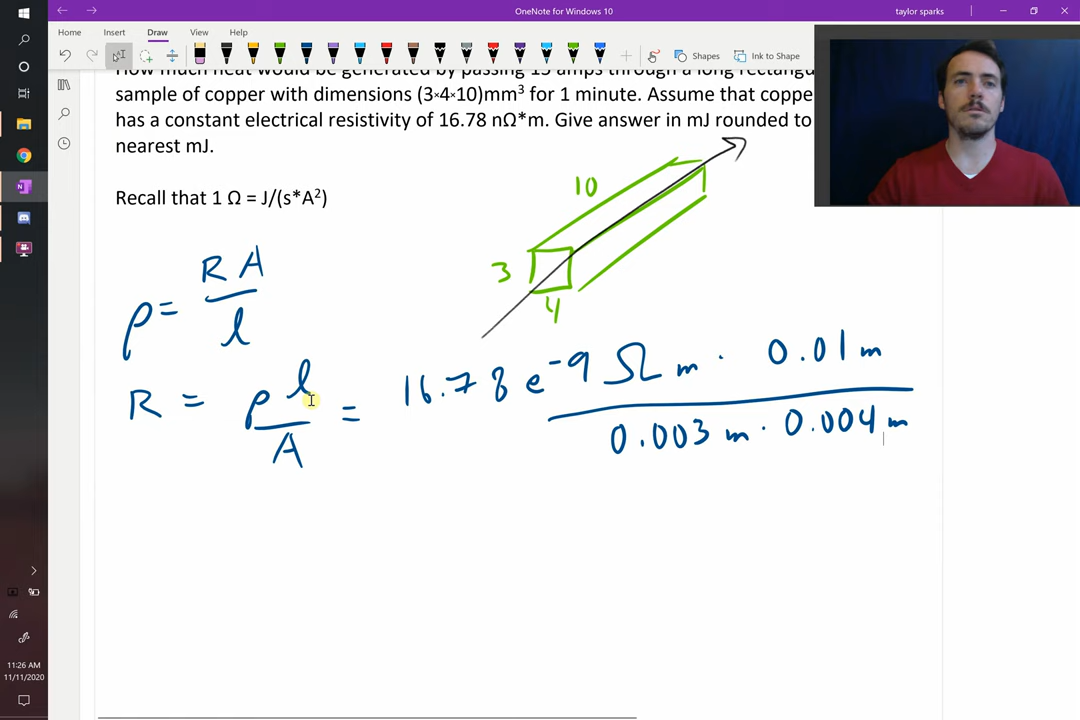 OneNote for Windows 10
taylor sparks
Home Insert Draw View Help
Shapes
Ink to Shape
sample of copper with dimensions (3×4×10)mm³ for 1 minute. Assume that coppe
has a constant electrical resistivity of 16.78 nΩ*m. Give answer in mJ rounded to
nearest mJ.
Recall that 1 Ω = J/(s*A²)
10
3
4
ρ = RA
l
R = ρ l
A
= 16.78 e⁻⁹ Ω m · 0.01 m
0.003 m · 0.004 m
11:26 AM
11/11/2020